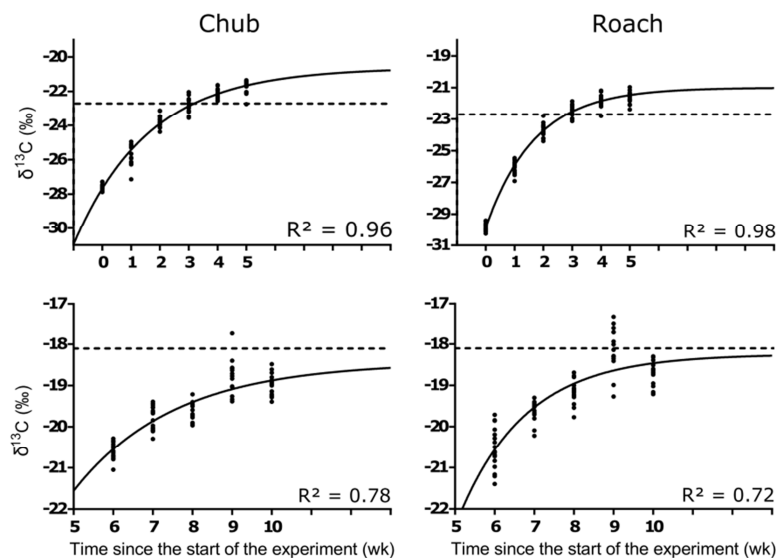 Chub
Roach
δ¹³C (‰)
-20
-22
-24
-26
-28
-30
0 1 2 3 4 5
R² = 0.96
-19
-21
-23
-25
-27
-29
-31
0 1 2 3 4 5
R² = 0.98
δ¹³C (‰)
-17
-18
-19
-20
-21
-22
5 6 7 8 9 10
R² = 0.78
Time since the start of the experiment (wk)
-17
-18
-19
-20
-21
-22
5 6 7 8 9 10
R² = 0.72
Time since the start of the experiment (wk)